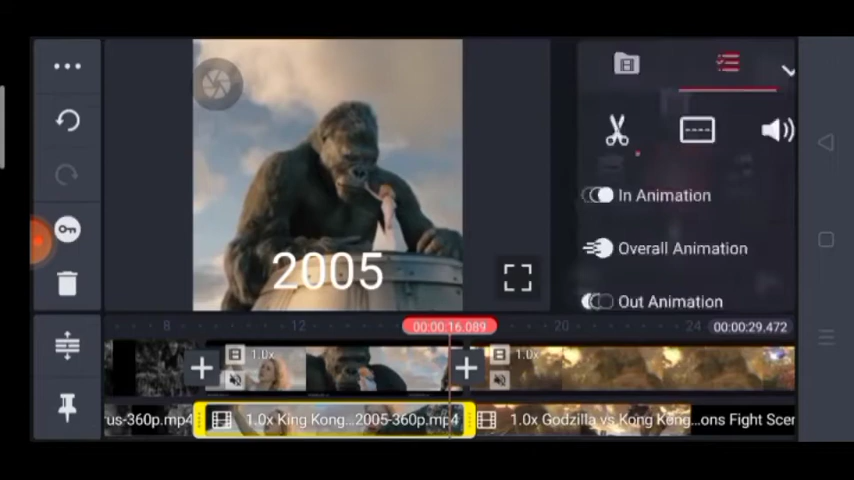 2005
In Animation
Overall Animation
Out Animation
8
12
00:00:16.089
20
24
00:00:29.472
1.0x
1.0x
rus-360p.mp4
1.0x King Kong...2005-360p.mp4
1.0x Godzilla vs Kong Keng...ons Fight Scer